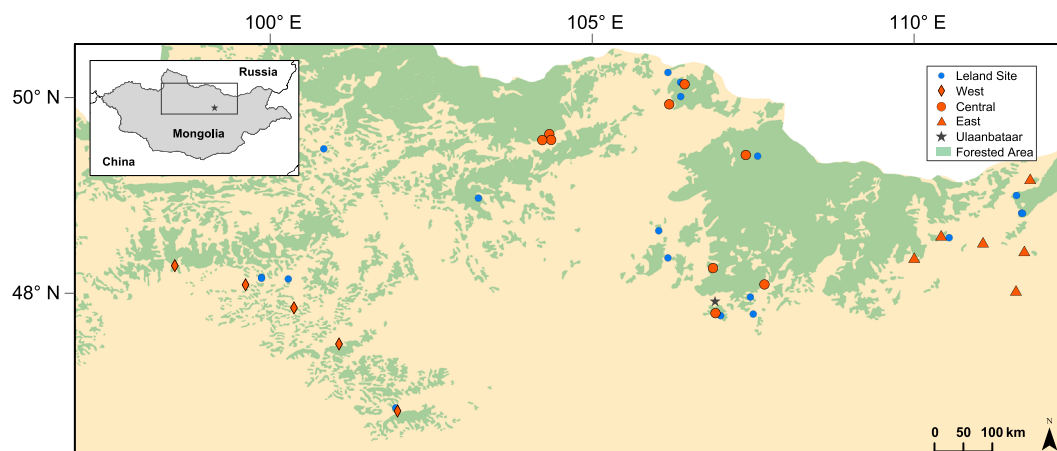 100° E 105° E 110° E
50° N
48° N
Russia
Mongolia
China
Leland Site
West
Central
East
Ulaanbataar
Forested Area
0 50 100 km
N